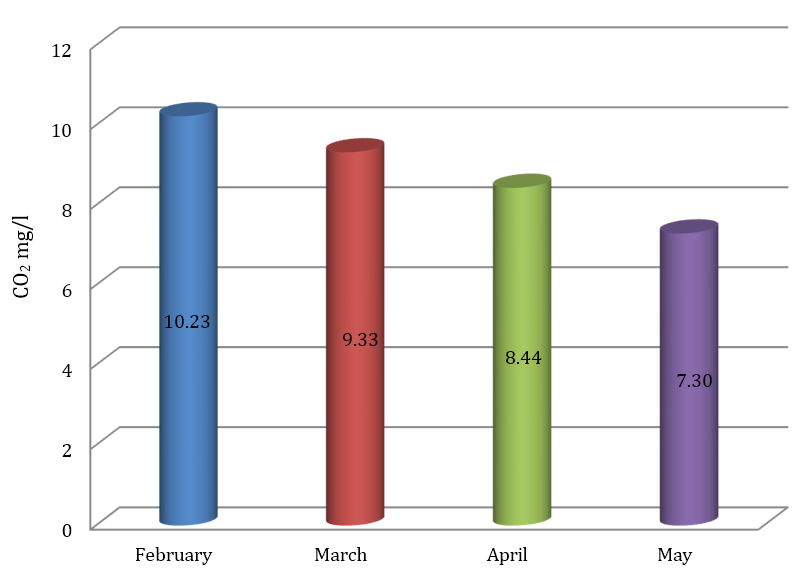 12
10
8
6
4
2
0
CO₂ mg/l
10.23
9.33
8.44
7.30
February
March
April
May